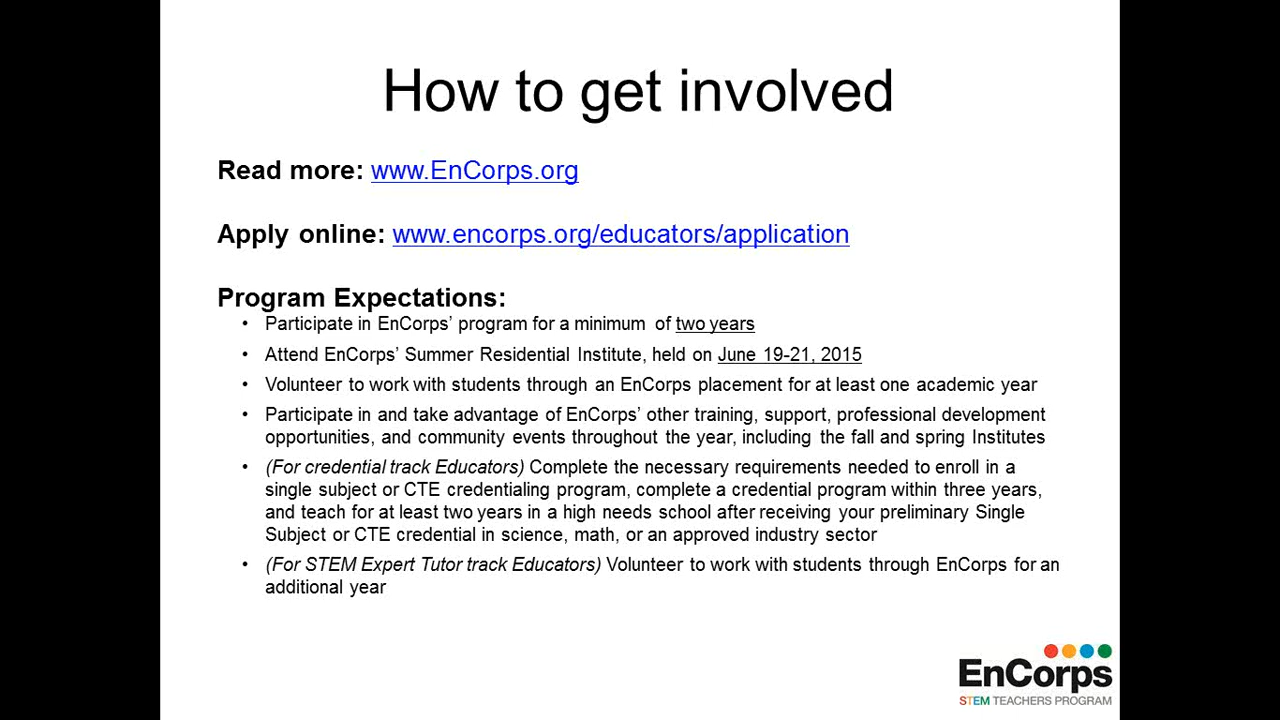 How to get involved
Read more: www.EnCorps.org
Apply online: www.encorps.org/educators/application
Program Expectations:
• Participate in EnCorps’ program for a minimum of two years
• Attend EnCorps’ Summer Residential Institute, held on June 19-21, 2015
• Volunteer to work with students through an EnCorps placement for at least one academic year
• Participate in and take advantage of EnCorps’ other training, support, professional development
opportunities, and community events throughout the year, including the fall and spring Institutes
• (For credential track Educators) Complete the necessary requirements needed to enroll in a
single subject or CTE credentialing program, complete a credential program within three years,
and teach for at least two years in a high needs school after receiving your preliminary Single
Subject or CTE credential in science, math, or an approved industry sector
• (For STEM Expert Tutor track Educators) Volunteer to work with students through EnCorps for an
additional year
EnCorps
STEM TEACHERS PROGRAM